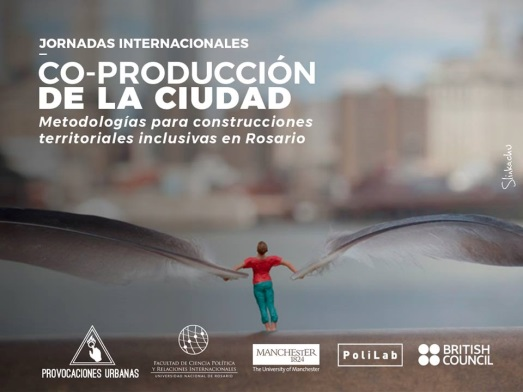 JORNADAS INTERNACIONALES
CO-PRODUCCIÓN
DE LA CIUDAD
Metodologías para construcciones
territoriales inclusivas en Rosario
Slinkachu
PROVOCACIONES URBANAS
FACULTAD DE CIENCIA POLÍTICA
Y RELACIONES INTERNACIONALES
UNIVERSIDAD NACIONAL DE ROSARIO
MANCHESTER
1824
The University of Manchester
PoliLab
BRITISH
COUNCIL